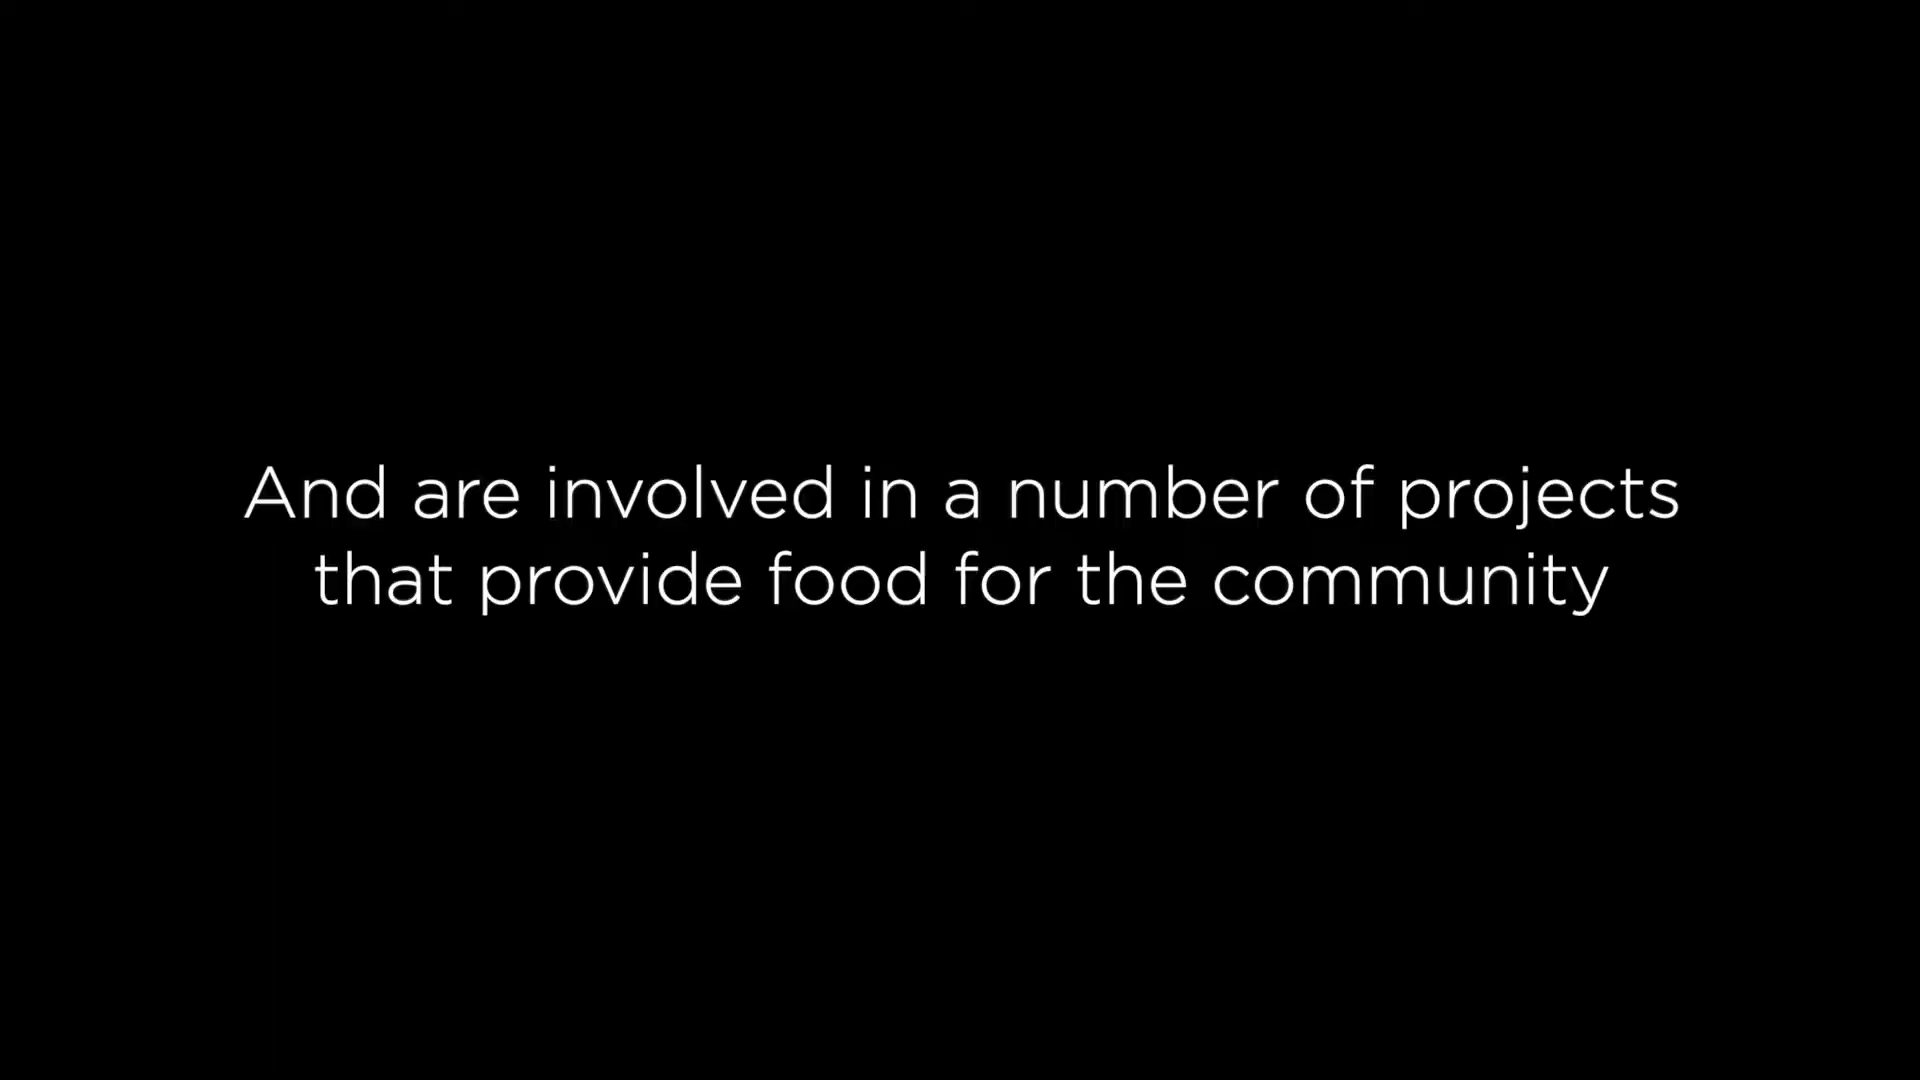 And are involved in a number of projects
that provide food for the community